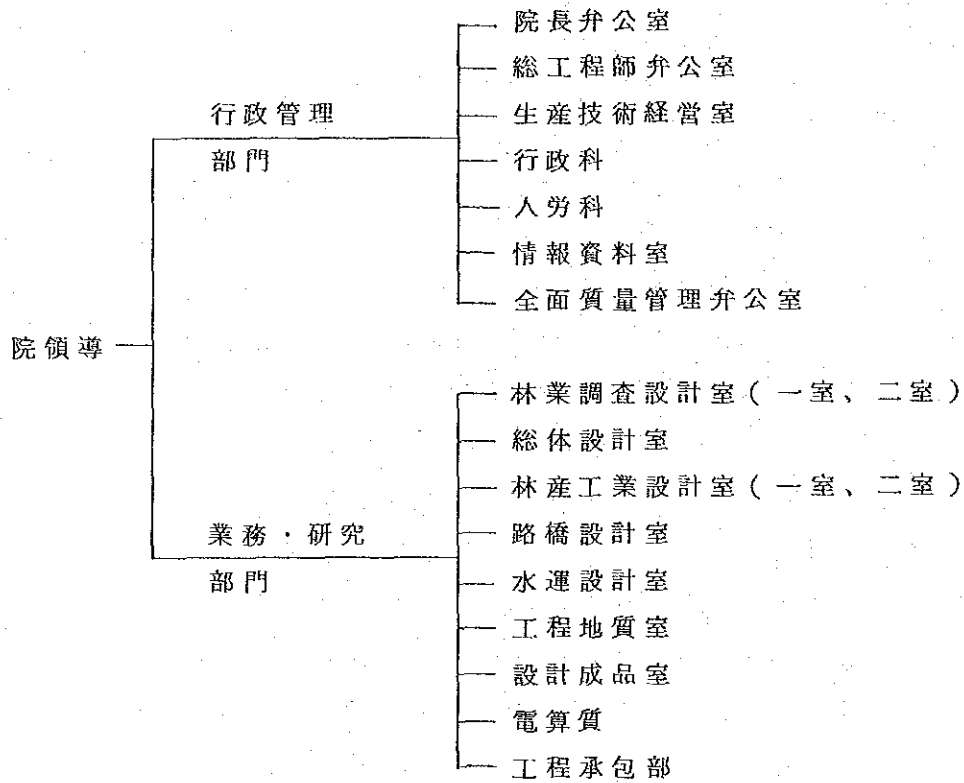 院長弁公室
総工程師弁公室
行政管理
生産技術経営室
部門
行政科
人労科
情報資料室
全面質量管理弁公室
院領導
林業調査設計室(一室、二室)
総体設計室
林産工業設計室(一室、二室)
業務・研究
路橋設計室
部門
水運設計室
工程地質室
設計成品室
電算質
工程承包部